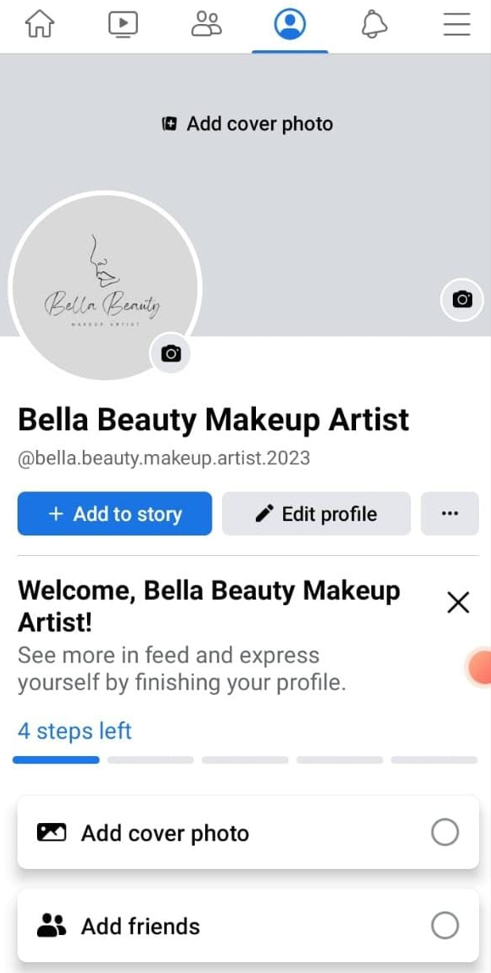 Add cover photo
Bella Beauty
MAKEUP ARTIST
Bella Beauty Makeup Artist
@bella.beauty.makeup.artist.2023
+ Add to story
Edit profile
Welcome, Bella Beauty Makeup
Artist!
See more in feed and express
yourself by finishing your profile.
4 steps left
Add cover photo
Add friends